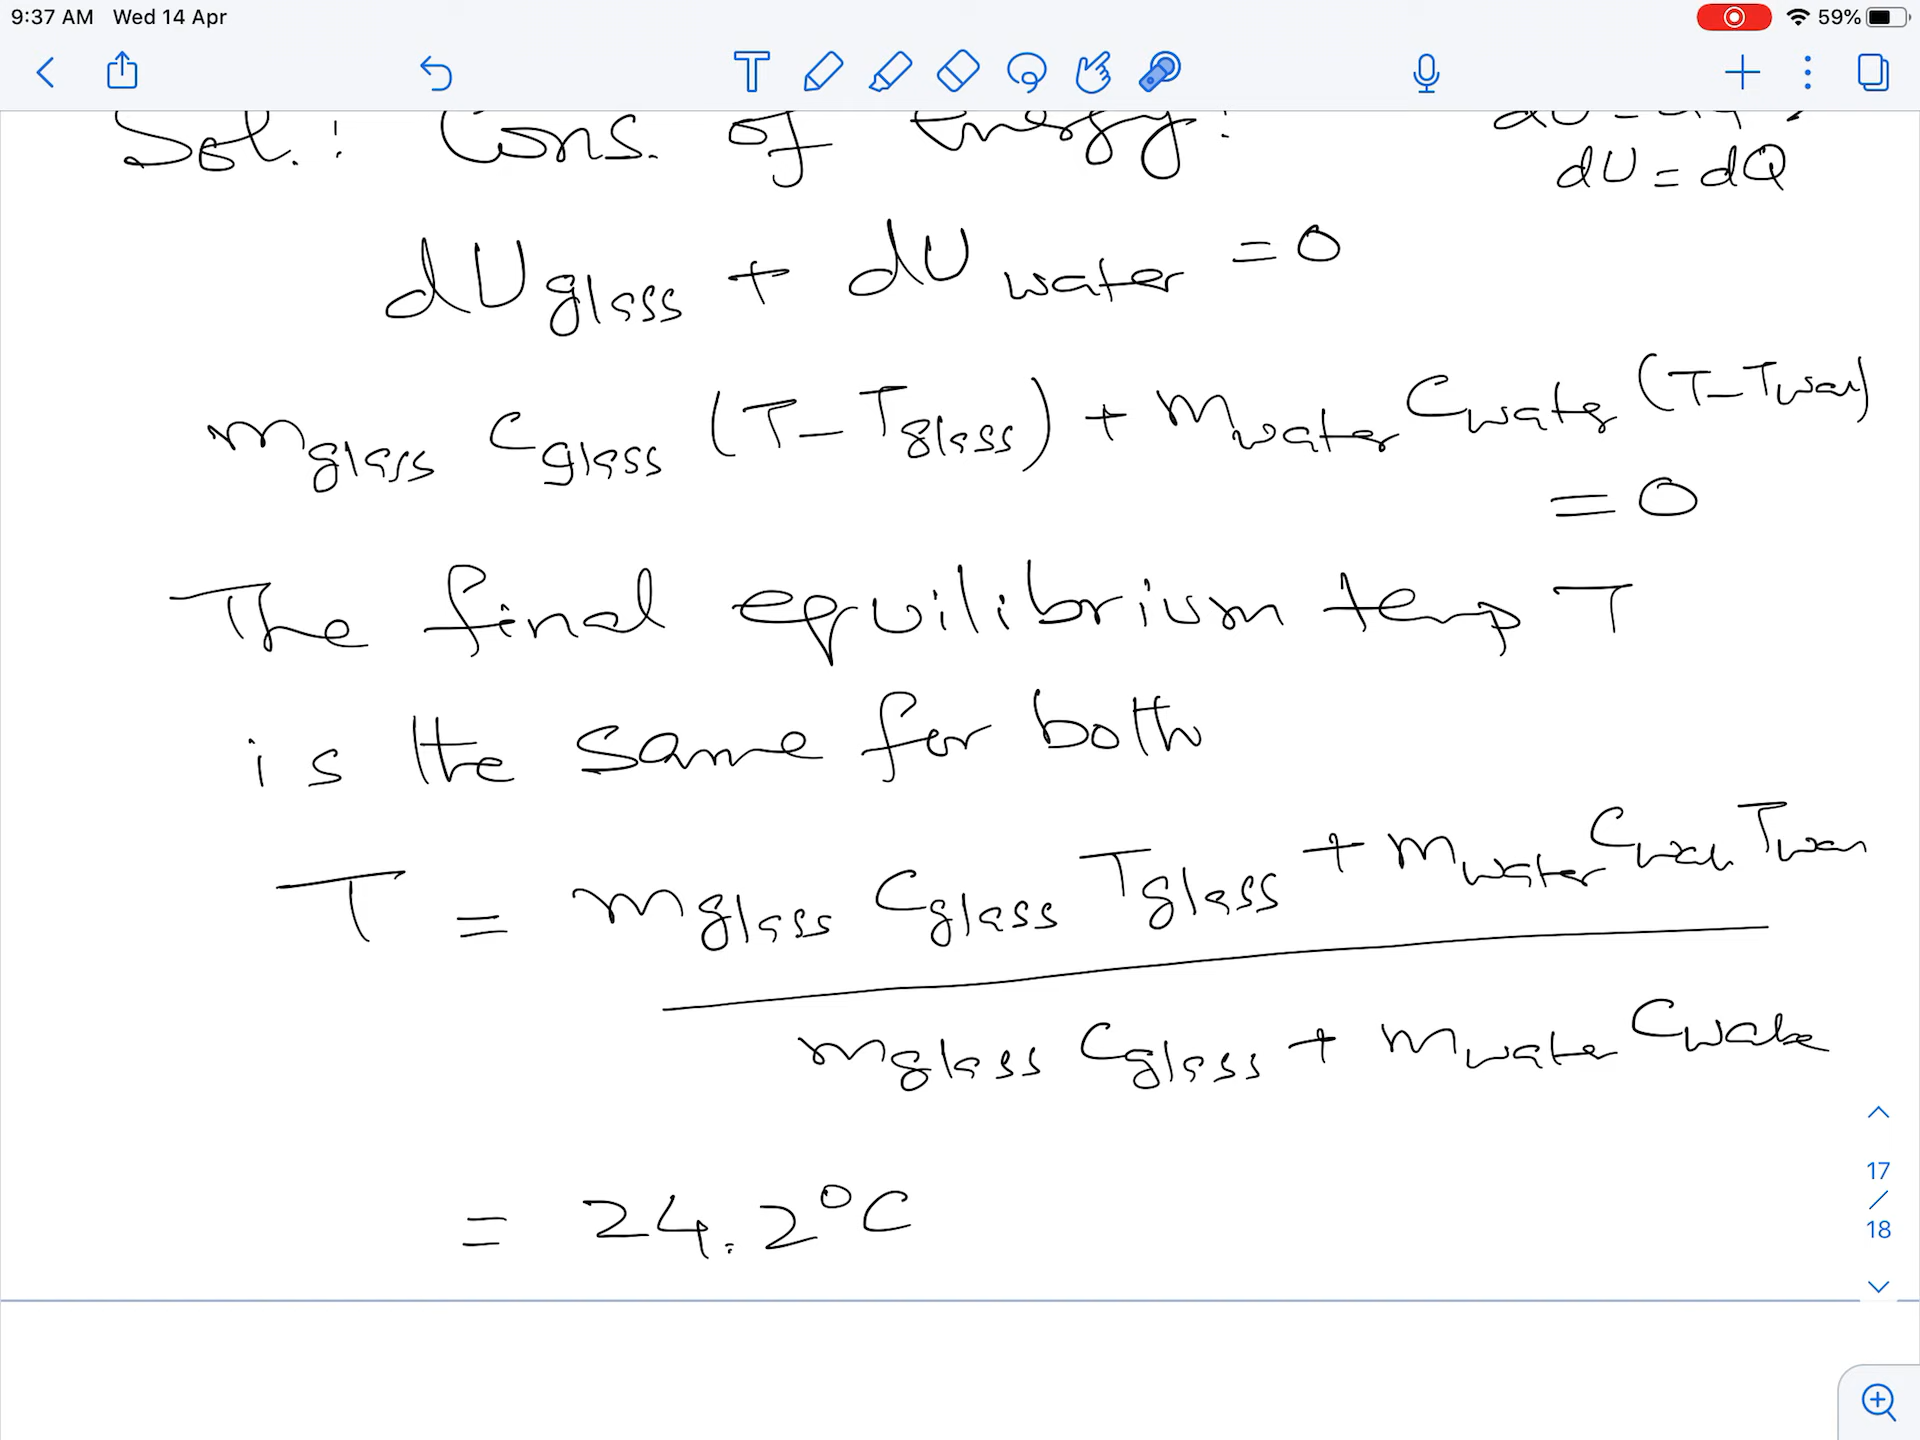 9:37 AM Wed 14 Apr 59%
T
Sol. : Cons. of Energy :
dU = dQ
dU glass + dU water = 0
m glass C glass (T - T glass) + m water C water (T - T water)
= 0
The final equilibrium temp T
is the same for both
T = m glass C glass T glass + m water C water T water
m glass C glass + m water C water
= 24.2°C
17
/
18